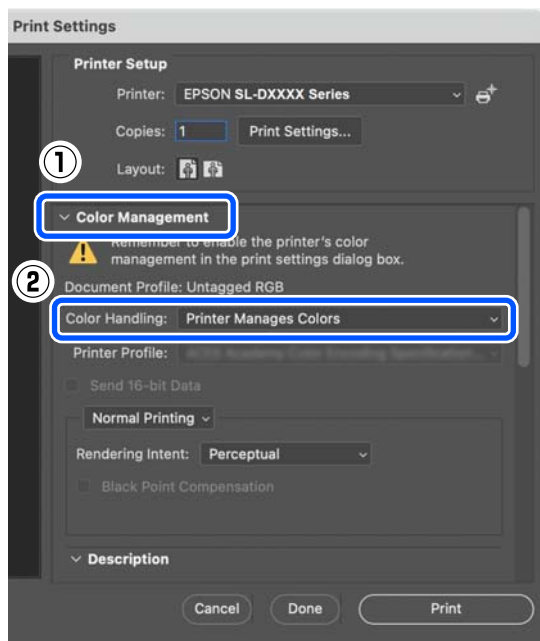 Print Settings
Printer Setup
Printer: EPSON SL-DXXXX Series
Copies: 1 Print Settings...
①
Layout:
Color Management
Remember to enable the printer's color
management in the print settings dialog box.
②
Document Profile: Untagged RGB
Color Handling: Printer Manages Colors
Printer Profile:
Send 16-bit Data
Normal Printing
Rendering Intent: Perceptual
Black Point Compensation
Description
Cancel Done Print